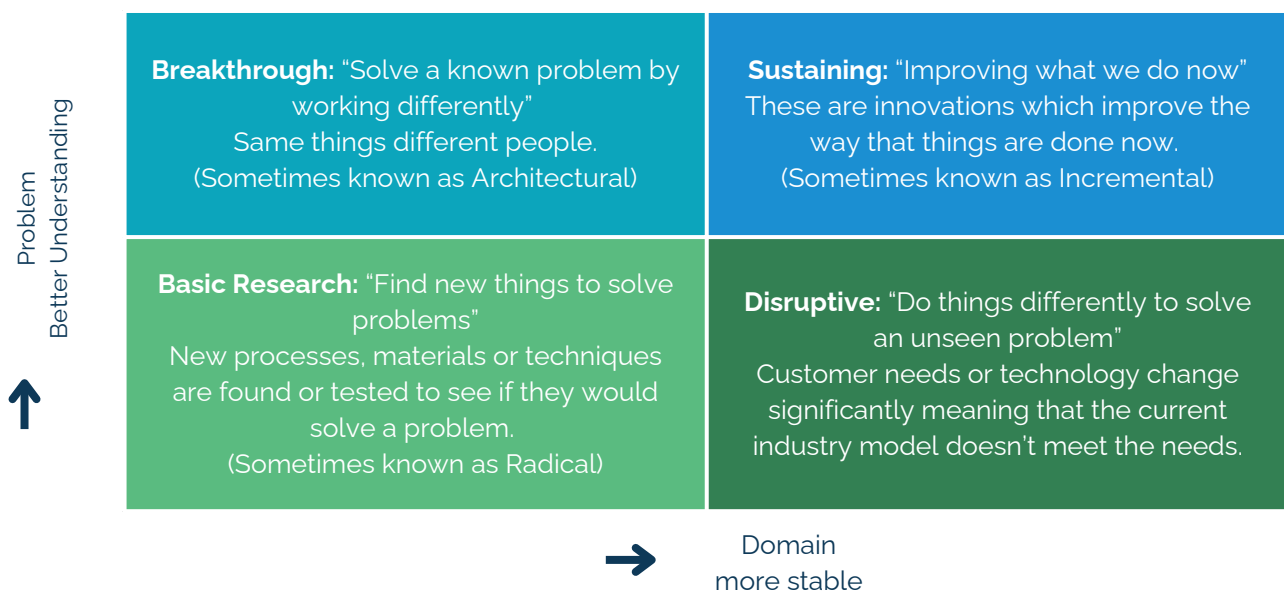 Breakthrough: “Solve a known problem by
working differently”
Same things different people.
(Sometimes known as Architectural)
Sustaining: “Improving what we do now”
These are innovations which improve the
way that things are done now.
(Sometimes known as Incremental)
Problem
Better Understanding
Basic Research: “Find new things to solve
problems”
New processes, materials or techniques
are found or tested to see if they would
solve a problem.
(Sometimes known as Radical)
Disruptive: “Do things differently to solve
an unseen problem”
Customer needs or technology change
significantly meaning that the current
industry model doesn’t meet the needs.
Domain
more stable